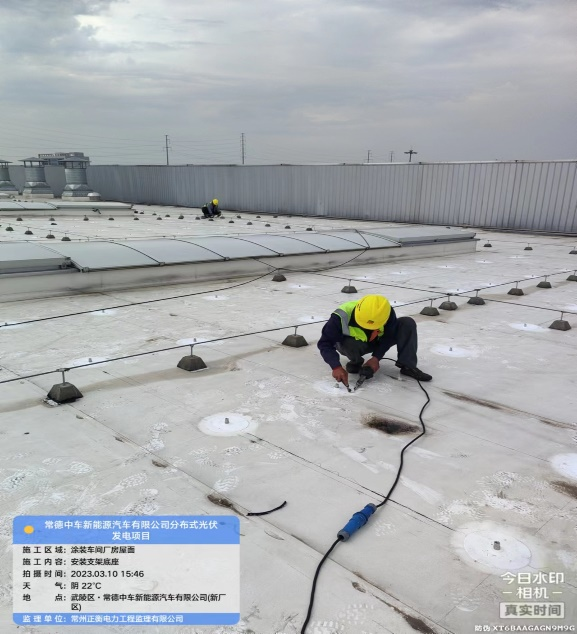 常德中车新能源汽车有限公司分布式光伏
发电项目
施工区域：涂装车间厂房屋面
施工内容：安装支架底座
拍摄时间：2023.03.10 15:46
天气：阴 22℃
地点：武陵区·常德中车新能源汽车有限公司(新厂
区)
监理单位：常州正衡电力工程监理有限公司
今日水印
相机
真实时间
防伪 XT6BAAGAGN9M9G